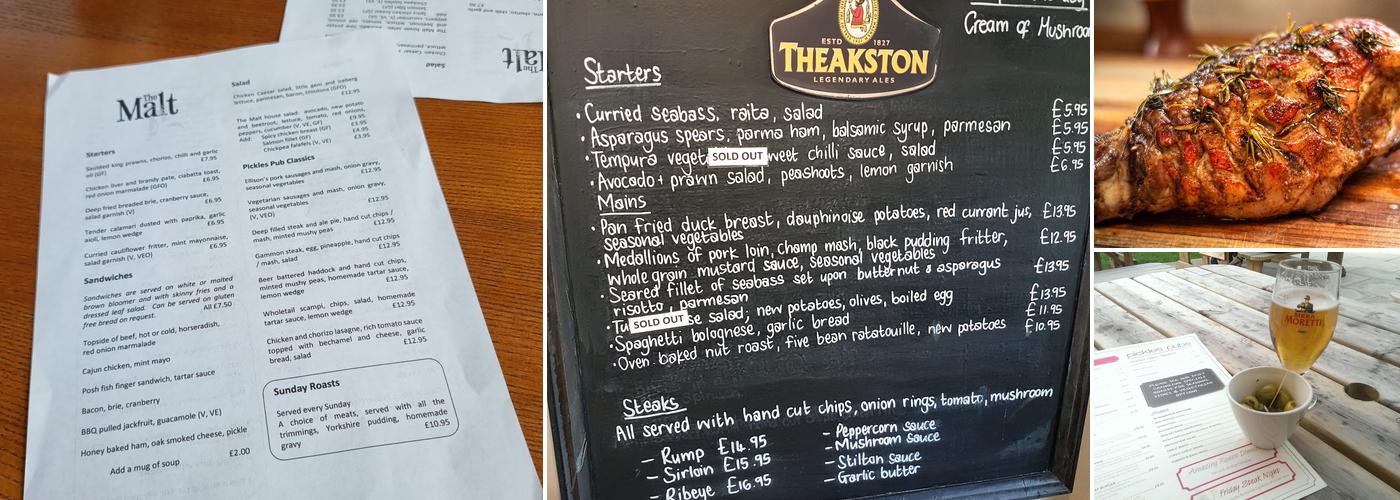 The
Malt
Starters
Sautéed king prawns, chorizo, chilli and garlic
oil (GF) £7.95
Chicken liver and brandy pate, ciabatta toast,
red onion marmalade (GFO) £6.95
Deep fried breaded brie, cranberry sauce,
salad garnish (V) £6.95
Tender calamari dusted with paprika, garlic
aioli, lemon wedge £6.95
Curried cauliflower fritter, mint mayonnaise,
salad garnish (V, VEO) £6.95
Sandwiches
Sandwiches are served on white or malted
brown bloomer and with skinny fries and a
dressed leaf salad. Can be served on gluten
free bread on request. All £7.50
Topside of beef, hot or cold, horseradish,
red onion marmalade
Cajun chicken, mint mayo
Posh fish finger sandwich, tartar sauce
Bacon, brie, cranberry
BBQ pulled jackfruit, guacamole (V, VE)
Honey baked ham, oak smoked cheese, pickle
Add a mug of soup £2.00
Salad
Chicken Caesar salad, little gem and iceberg
lettuce, parmesan, bacon, croutons (GFO)
£12.95
The Malt house salad: avocado, new potato
and beetroot, lettuce, tomato, red onions,
peppers, cucumber (V, VE, GF) £9.95
Add: Spicy chicken breast (GF) £3.95
Salmon fillet (GF) £4.95
Chickpea falafels (V, VE) £3.95
Pickles Pub Classics
Ellison's pork sausages and mash, onion gravy,
seasonal vegetables £12.95
Vegetarian sausages and mash, onion gravy,
(V, VEO) £12.95
Deep filled steak and ale pie, hand cut chips /
mash, minted mushy peas £12.95
Gammon steak, egg, pineapple, hand cut chips
/ mash, salad £12.95
Beer battered haddock and hand cut chips,
minted mushy peas, homemade tartar sauce,
lemon wedge £12.95
Wholetail scampi, chips, salad, homemade
tartar sauce, lemon wedge £12.95
Chicken and chorizo lasagne, rich tomato sauce
topped with bechamel and cheese, garlic
bread, salad £12.95
Sunday Roasts
Served every Sunday
A choice of meats, served with all the
trimmings, Yorkshire pudding, homemade
gravy £10.95
The
Malt
Salad
ESTD 1827
THEAKSTON
LEGENDARY ALES
Cream of Mushroom
Starters
• Curried seabass, raita, salad £5.95
• Asparagus spears, parma ham, balsamic syrup, parmesan £5.95
• Tempura veget SOLD OUT weet chilli sauce, salad £5.95
• Avocado + prawn salad, peashoots, lemon garnish £6.95
Mains
• Pan fried duck breast, dauphinoise potatoes, red currant jus, £13.95
seasonal vegetables
• Medallions of pork loin, champ mash, black pudding fritter, £12.95
whole grain mustard sauce, seasonal vegetables
• Seared fillet of seabass set upon butternut & asparagus £13.95
risotto, parmesan
• Tu SOLD OUT se salad, new potatoes, olives, boiled egg £13.95
• Spaghetti bolognese, garlic bread £11.95
• Oven baked nut roast, five bean ratatouille, new potatoes £10.95
Steaks
All served with hand cut chips, onion rings, tomato, mushroom
– Rump £14.95
– Sirloin £15.95
– Ribeye £16.95
– Peppercorn sauce
– Mushroom sauce
– Stilton sauce
– Garlic butter
BIRRA
MORETTI
pickles pubs
PLEASE SEE OUR DAILY
Friday Steak Night